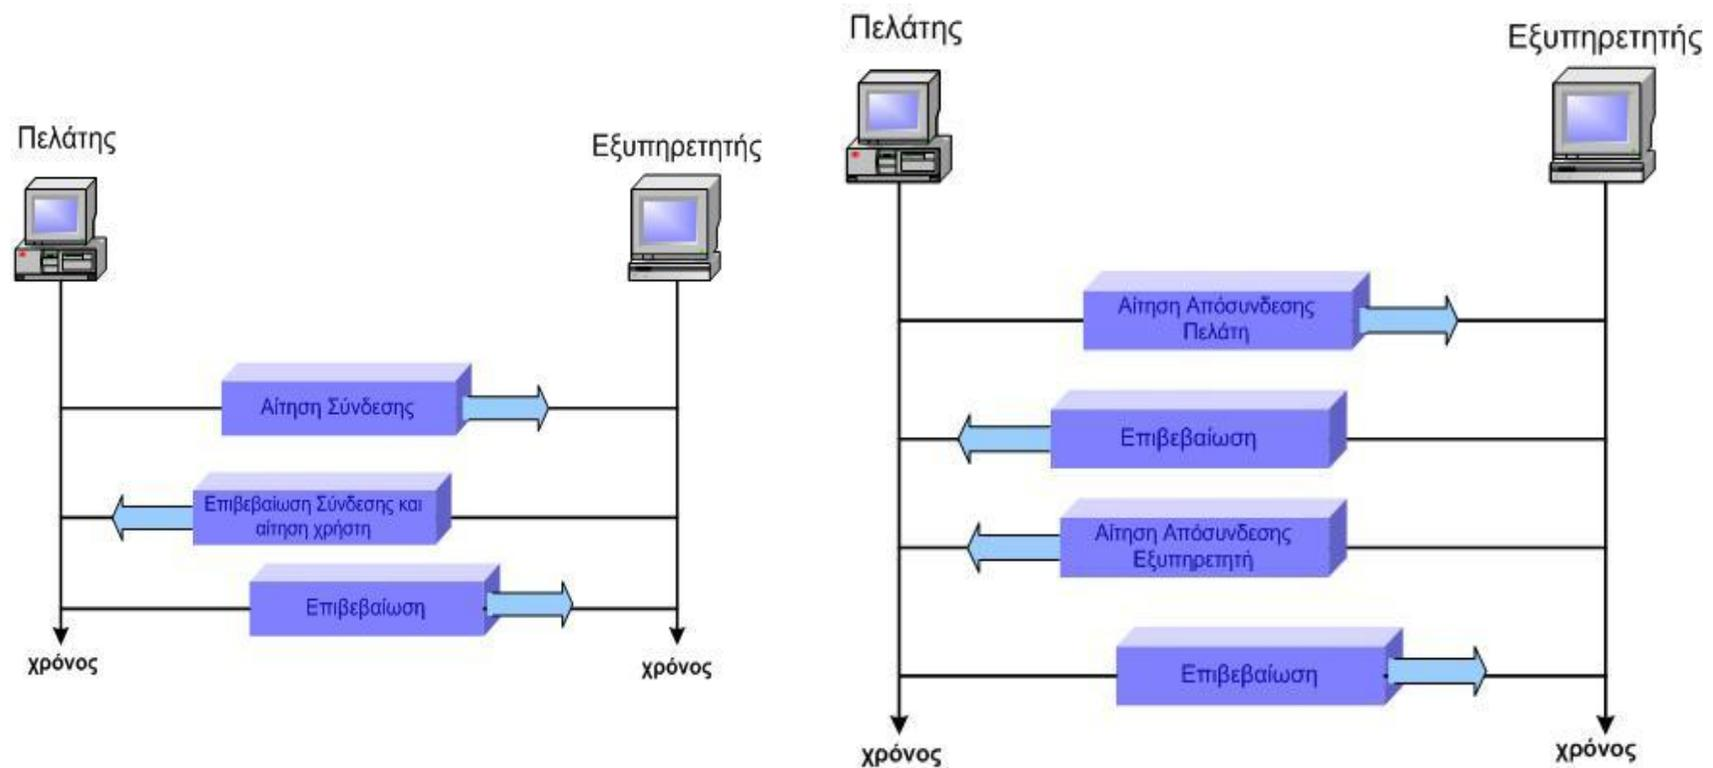 Πελάτης
Εξυπηρετητής
Αίτηση Σύνδεσης
Επιβεβαίωση Σύνδεσης και
αίτηση χρήστη
Επιβεβαίωση
χρόνος
χρόνος
Πελάτης
Εξυπηρετητής
Αίτηση Απόσυνδεσης
Πελάτη
Επιβεβαίωση
Αίτηση Απόσυνδεσης
Εξυπηρετητή
Επιβεβαίωση
χρόνος
χρόνος